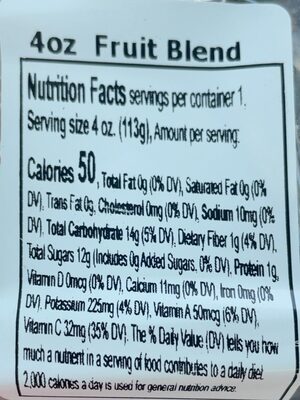 4oz Fruit Blend
Nutrition Facts servings per container 1,
Serving size 4 oz. (113g), Amount per serving:
Calories 50, Total Fat 0g (0% DV), Saturated Fat 0g (0%
DV), Trans Fat 0g, Cholesterol 0mg (0% DV), Sodium 10mg (0%
DV), Total Carbohydrate 14g (5% DV), Dietary Fiber 1g (4% DV),
Total Sugars 12g (Includes 0g Added Sugars, 0% DV), Protein 1g,
Vitamin D 0mcg (0% DV), Calcium 11mg (0% DV), Iron 0mg (0%
DV), Potassium 225mg (4% DV), Vitamin A 50mcg (6% DV),
Vitamin C 32mg (35% DV). The % Daily Value (DV) tells you how
much a nutrient in a serving of food contributes to a daily diet.
2,000 calories a day is used for general nutrition advice.